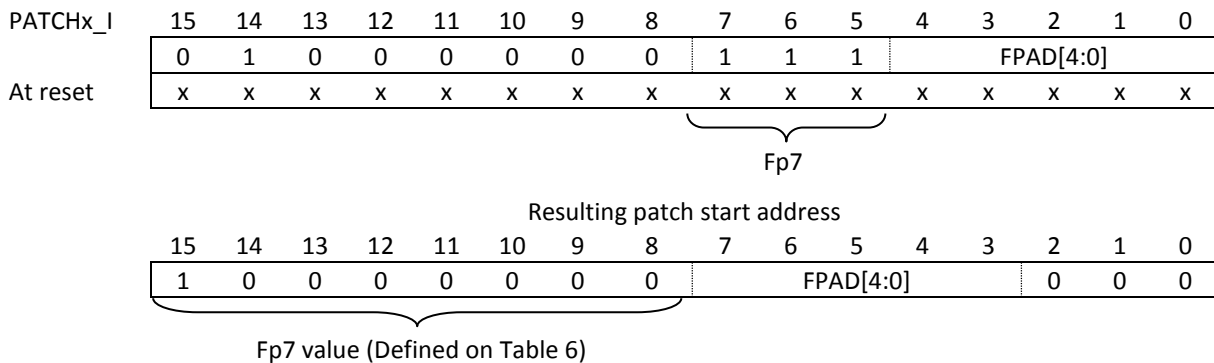 PATCHx_I 15 14 13 12 11 10 9 8 7 6 5 4 3 2 1 0
0 1 0 0 0 0 0 0 1 1 1 FPAD[4:0]
At reset x x x x x x x x x x x x x x x x
Fp7
Resulting patch start address
15 14 13 12 11 10 9 8 7 6 5 4 3 2 1 0
1 0 0 0 0 0 0 0 FPAD[4:0] 0 0 0
Fp7 value (Defined on Table 6)